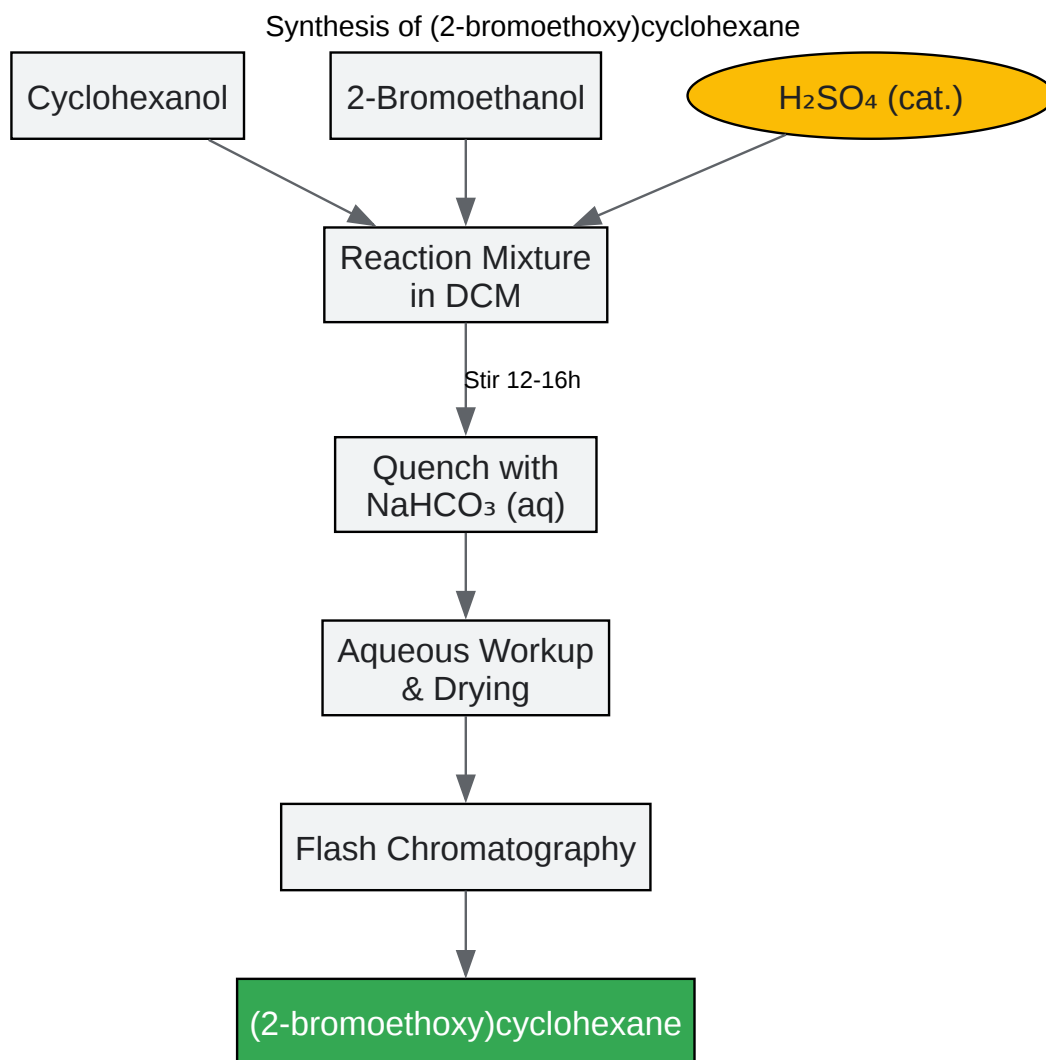 Synthesis of (2-bromoethoxy)cyclohexane
Cyclohexanol
2-Bromoethanol
H₂SO₄ (cat.)
Reaction Mixture
in DCM
Stir 12-16h
Quench with
NaHCO₃ (aq)
Aqueous Workup
& Drying
Flash Chromatography
(2-bromoethoxy)cyclohexane